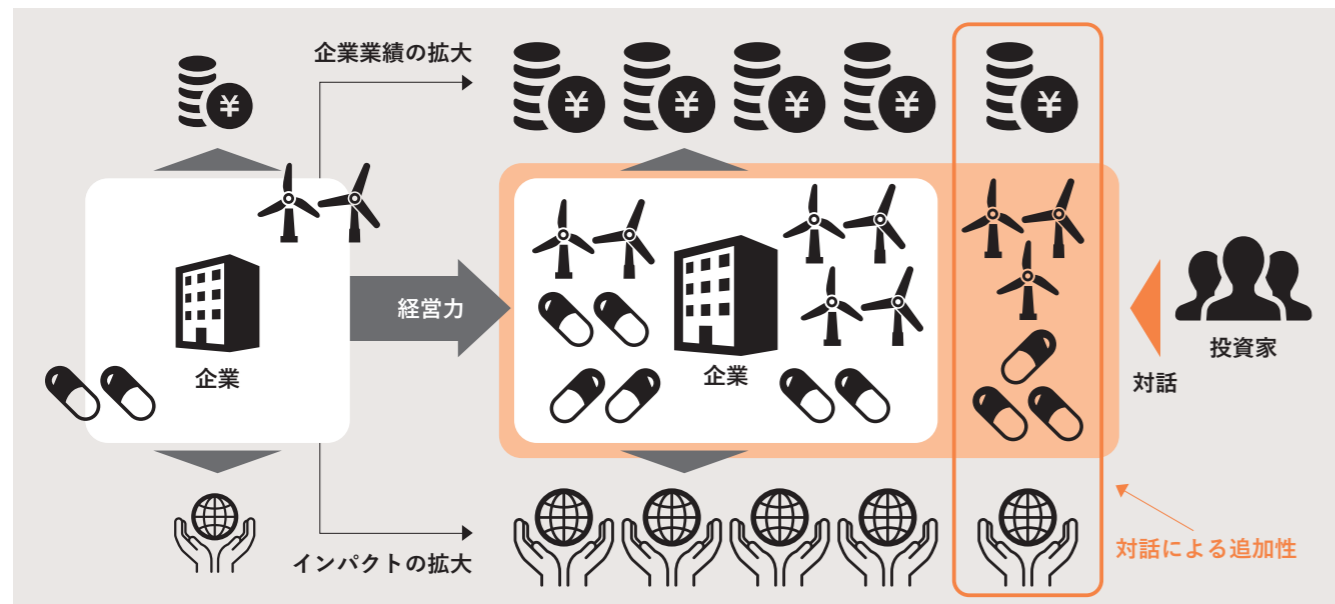 企業業績の拡大
¥
¥
¥
¥
¥
¥
企業
経営力
企業
投資家
対話
インパクトの拡大
対話による追加性